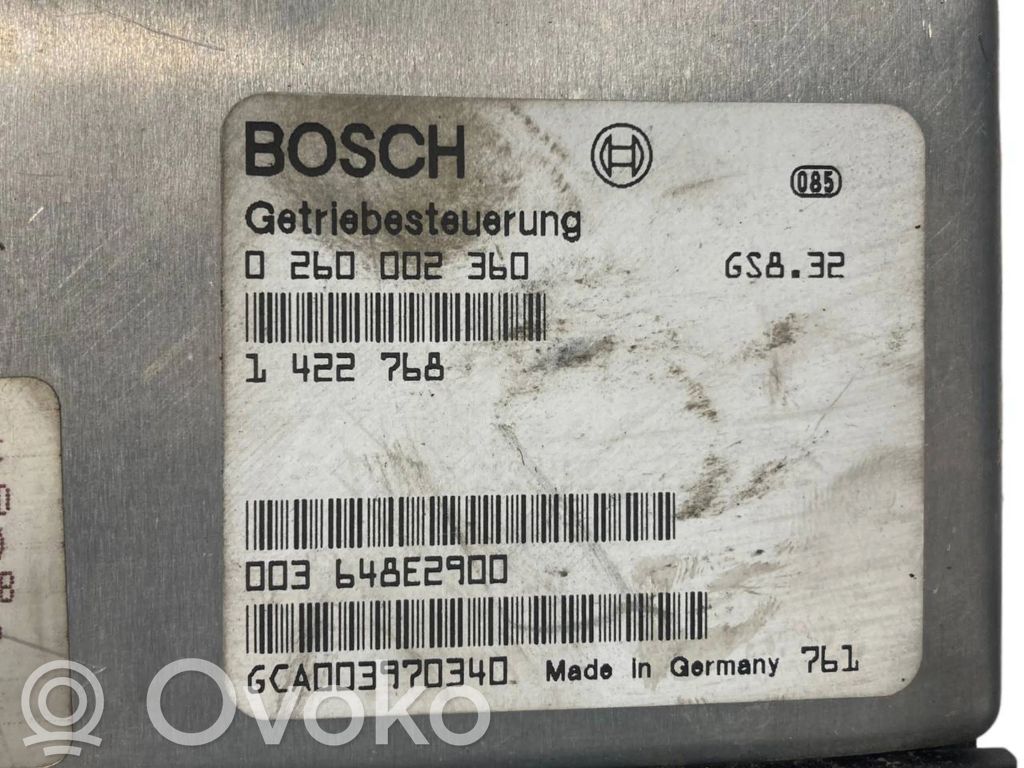 BOSCH
085
Getriebesteuerung
0 260 002 360 GS8.32
1 422 768
003 648E2900
GCA003970340 Made in Germany 761
Ovoko